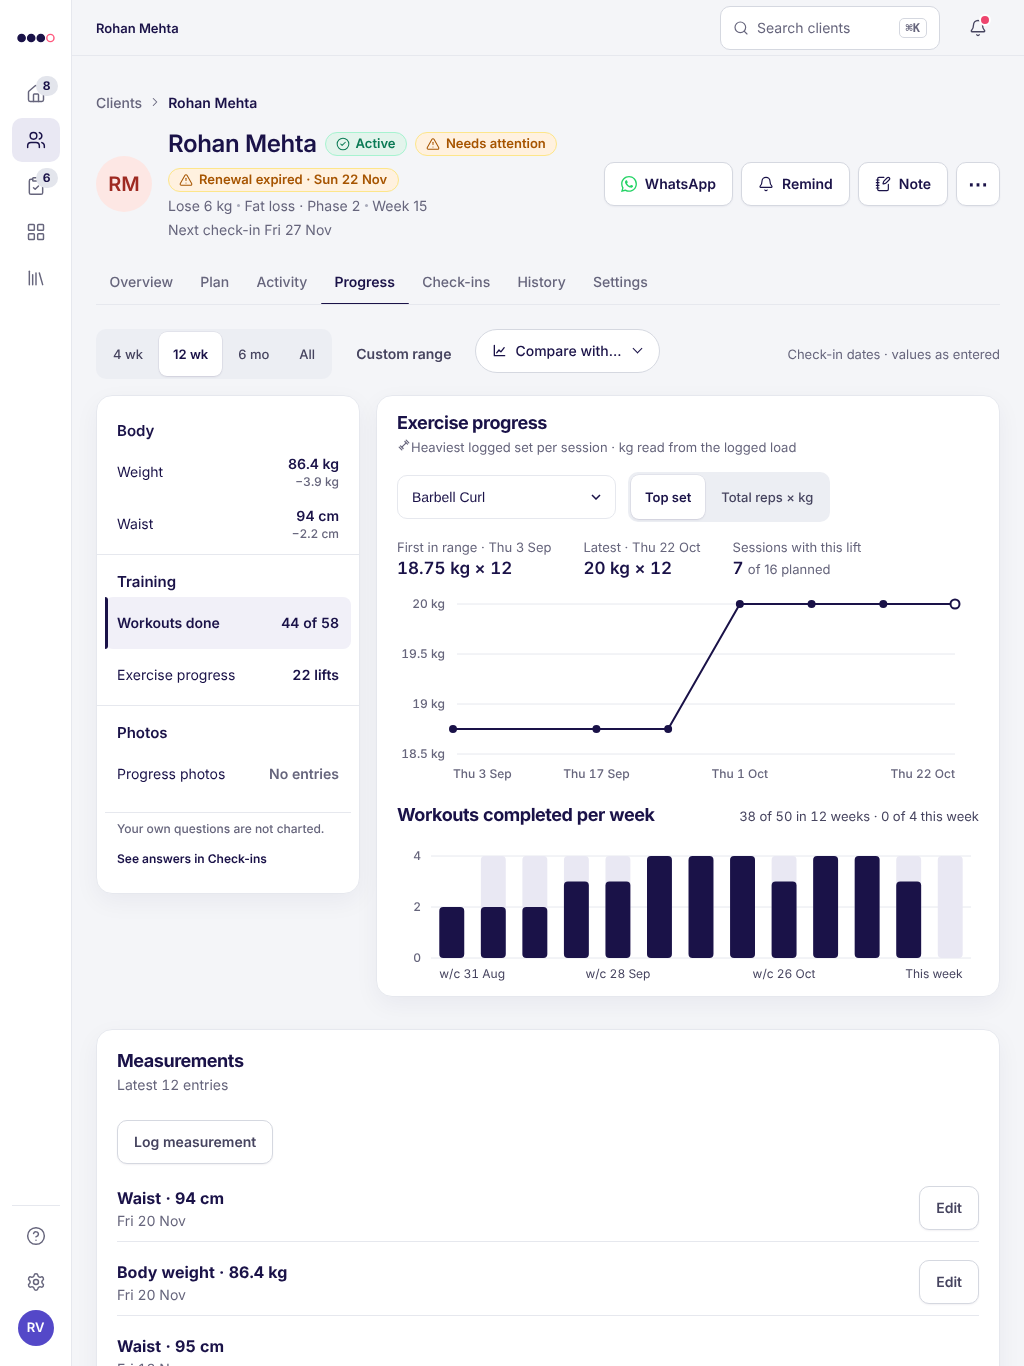 Rohan Mehta
Search clients
⌘K
8
6
Clients
Rohan Mehta
RM
Rohan Mehta
Active
Needs attention
Renewal expired · Sun 22 Nov
Lose 6 kg · Fat loss · Phase 2 · Week 15
Next check-in Fri 27 Nov
WhatsApp
Remind
Note
Overview
Plan
Activity
Progress
Check-ins
History
Settings
4 wk
12 wk
6 mo
All
Custom range
Compare with...
Check-in dates · values as entered
Body
Weight
86.4 kg
−3.9 kg
Waist
94 cm
−2.2 cm
Training
Workouts done
44 of 58
Exercise progress
22 lifts
Photos
Progress photos
No entries
Your own questions are not charted.
See answers in Check-ins
Exercise progress
Heaviest logged set per session · kg read from the logged load
Barbell Curl
Top set
Total reps × kg
First in range · Thu 3 Sep
18.75 kg × 12
Latest · Thu 22 Oct
20 kg × 12
Sessions with this lift
7 of 16 planned
20 kg
19.5 kg
19 kg
18.5 kg
Thu 3 Sep
Thu 17 Sep
Thu 1 Oct
Thu 22 Oct
Workouts completed per week
38 of 50 in 12 weeks · 0 of 4 this week
4
2
0
w/c 31 Aug
w/c 28 Sep
w/c 26 Oct
This week
Measurements
Latest 12 entries
Log measurement
Waist · 94 cm
Fri 20 Nov
Edit
Body weight · 86.4 kg
Fri 20 Nov
Edit
Waist · 95 cm
RV